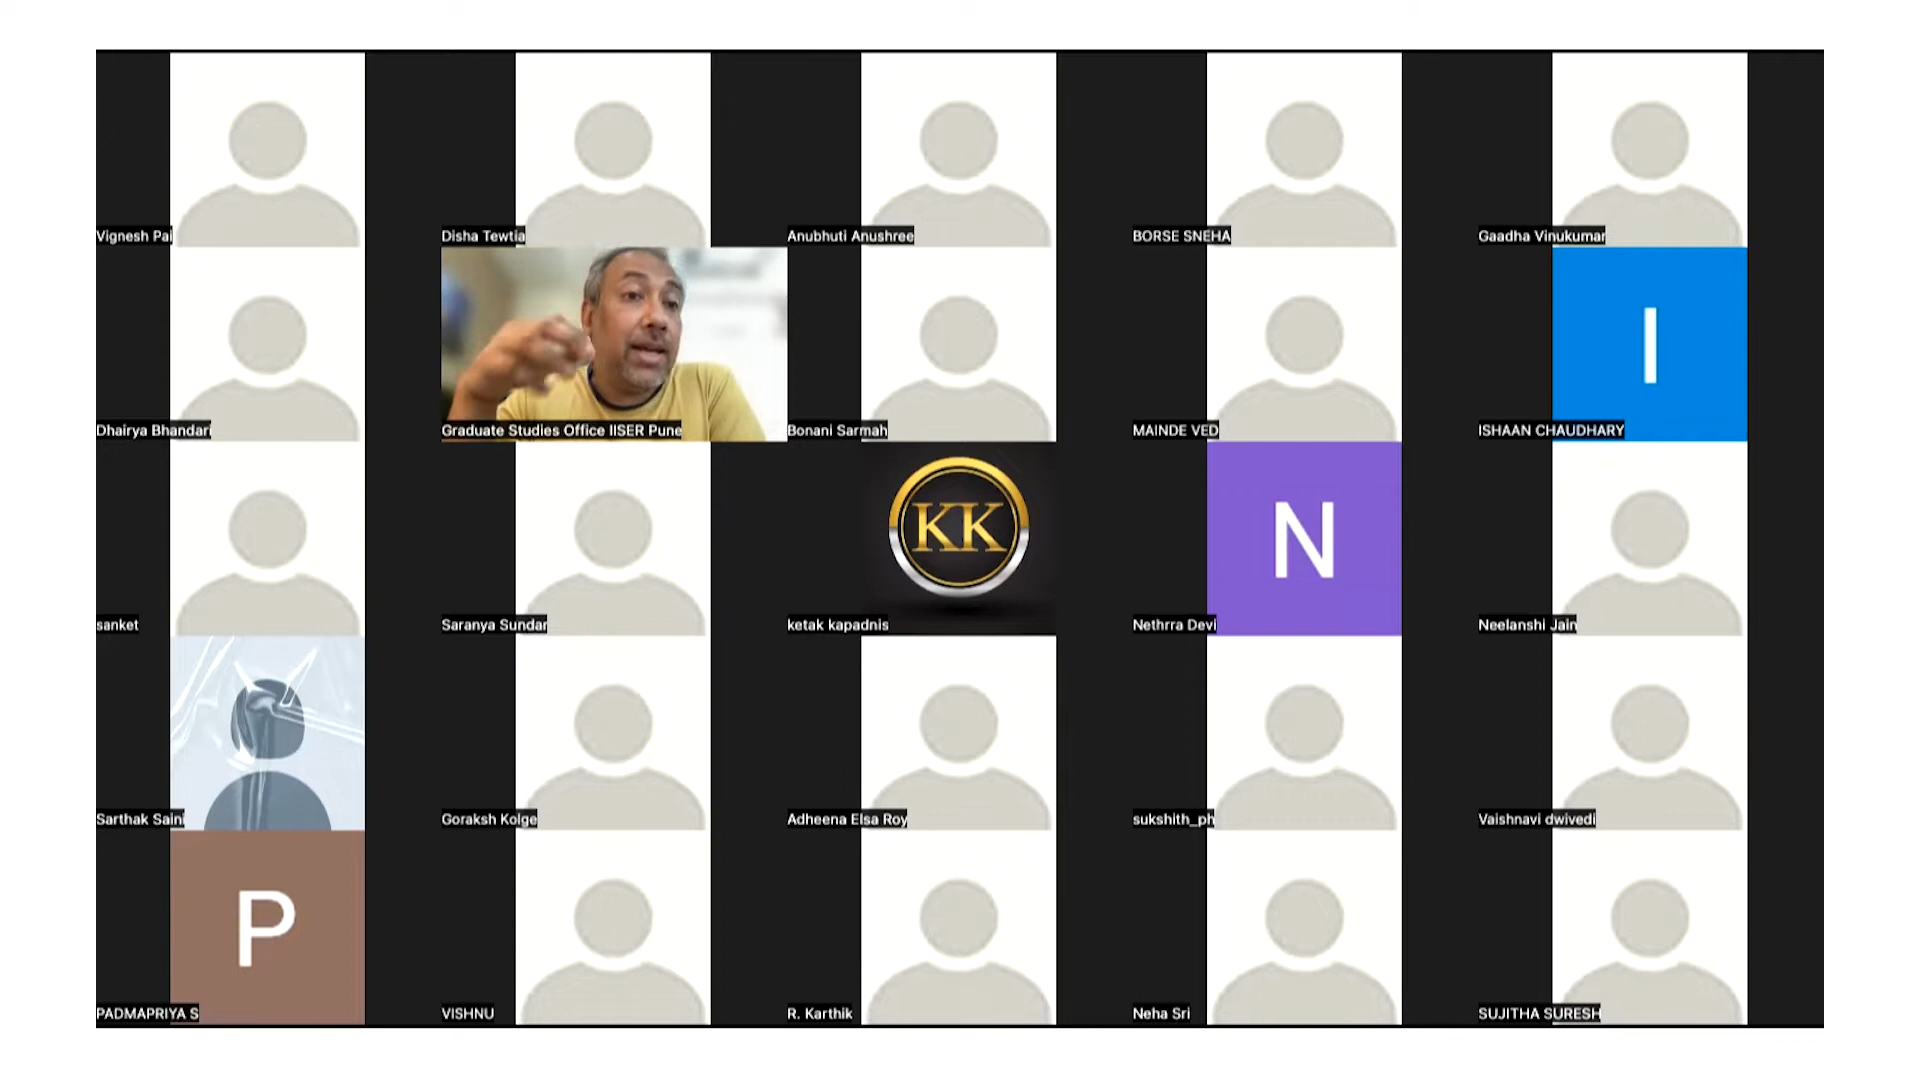 Vignesh Pai
Disha Tewtia
Anubhuti Anushree
BORSE SNEHA
Gaadha Vinukumar
Dhairya Bhandari
Graduate Studies Office IISER Pune
Bonani Sarmah
MAINDE VED
I
ISHAAN CHAUDHARY
sanket
Saranya Sundar
KK
ketak kapadnis
N
Nethrra Devi
Neelanshi Jain
Sarthak Saini
Goraksh Kolge
Adheena Elsa Roy
sukshith_ph
Vaishnavi dwivedi
P
PADMAPRIYA S
VISHNU
R. Karthik
Neha Sri
SUJITHA SURESH